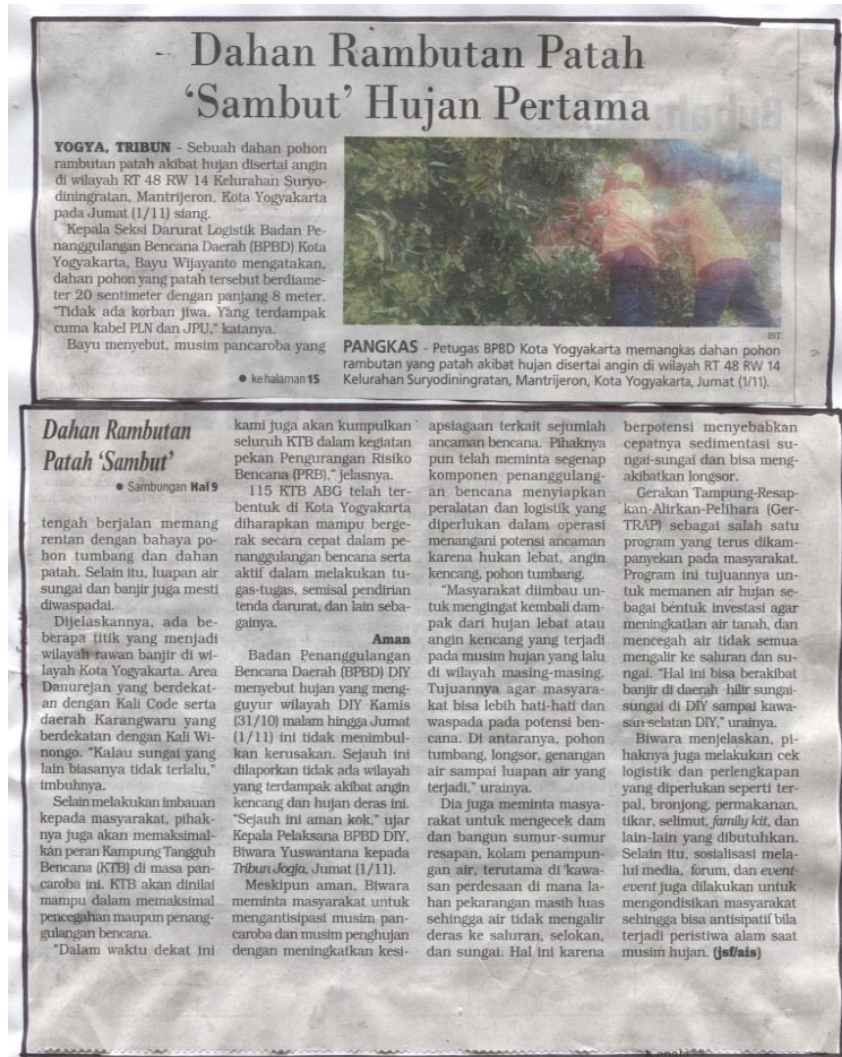 Dahan Rambutan Patah
‘Sambut’ Hujan Pertama
YOGYA, TRIBUN - Sebuah dahan pohon
rambutan patah akibat hujan disertai angin
di wilayah RT 48 RW 14 Kelurahan Suryo-
diningratan, Mantrijeron, Kota Yogyakarta
pada Jumat (1/11) siang.
Kepala Seksi Darurat Logistik Badan Pe-
nanggulangan Bencana Daerah (BPBD) Kota
Yogyakarta, Bayu Wijayanto mengatakan,
dahan pohon yang patah tersebut berdiame-
ter 20 sentimeter dengan panjang 8 meter.
"Tidak ada korban jiwa. Yang terdampak
cuma kabel PLN dan JPU," katanya.
Bayu menyebut, musim pancaroba yang
● ke halaman 15
IST
PANGKAS - Petugas BPBD Kota Yogyakarta memangkas dahan pohon
rambutan yang patah akibat hujan disertai angin di wilayah RT 48 RW 14
Kelurahan Suryodiningratan, Mantrijeron, Kota Yogyakarta, Jumat (1/11).
Dahan Rambutan
Patah ‘Sambut’
● Sambungan Hal 9
tengah berjalan memang
rentan dengan bahaya po-
hon tumbang dan dahan
patah. Selain itu, luapan air
sungai dan banjir juga mesti
diwaspadai.
Dijelaskannya, ada be-
berapa titik yang menjadi
wilayah rawan banjir di wi-
layah Kota Yogyakarta. Area
Danurejan yang berdekat-
an dengan Kali Code serta
daerah Karangwaru yang
berdekatan dengan Kali Wi-
nongo. "Kalau sungai yang
lain biasanya tidak terlalu,"
imbuhnya.
Selain melakukan imbauan
kepada masyarakat, pihak-
nya juga akan memaksimal-
kan peran Kampung Tangguh
Bencana (KTB) di masa pan-
caroba ini. KTB akan dinilai
mampu dalam memaksimal
pencegahan maupun penang-
gulangan bencana.
"Dalam waktu dekat ini
kami juga akan kumpulkan
seluruh KTB dalam kegiatan
pekan Pengurangan Risiko
Bencana (PRB)," jelasnya.
115 KTB ABG telah ter-
bentuk di Kota Yogyakarta
diharapkan mampu berge-
rak secara cepat dalam pe-
nanggulangan bencana serta
aktif dalam melakukan tu-
gas-tugas, semisal pendirian
tenda darurat, dan lain seba-
gainya.
Aman
Badan Penanggulangan
Bencana Daerah (BPBD) DIY
menyebut hujan yang meng-
guyur wilayah DIY Kamis
(31/10) malam hingga Jumat
(1/11) ini tidak menimbul-
kan kerusakan. Sejauh ini
dilaporkan tidak ada wilayah
yang terdampak akibat angin
kencang dan hujan deras ini.
"Sejauh ini aman kok," ujar
Kepala Pelaksana BPBD DIY,
Biwara Yuswantana kepada
Tribun Jogja, Jumat (1/11).
Meskipun aman, Biwara
meminta masyarakat untuk
mengantisipasi musim pan-
caroba dan musim penghujan
dengan meningkatkan kesi-
apsiagaan terkait sejumlah
ancaman bencana. Pihaknya
pun telah meminta segenap
komponen penanggulang-
an bencana menyiapkan
peralatan dan logistik yang
diperlukan dalam operasi
menangani potensi ancaman
karena hukan lebat, angin
kencang, pohon tumbang.
"Masyarakat diimbau un-
tuk mengingat kembali dam-
pak dari hujan lebat atau
angin kencang yang terjadi
pada musim hujan yang lalu
di wilayah masing-masing.
Tujuannya agar masyara-
kat bisa lebih hati-hati dan
waspada pada potensi ben-
cana. Di antaranya, pohon
tumbang, longsor, genangan
air sampai luapan air yang
terjadi," urainya.
Dia juga meminta masya-
rakat untuk mengecek dam
dan bangun sumur-sumur
resapan, kolam penampung-
an air, terutama di kawa-
san perdesaan di mana la-
han pekarangan masih luas
sehingga air tidak mengalir
deras ke saluran, selokan,
dan sungai. Hal ini karena
berpotensi menyebabkan
cepatnya sedimentasi su-
ngai-sungai dan bisa meng-
akibatkan longsor.
Gerakan Tampung-Resap-
kan-Alirkan-Pelihara (Ger-
TRAP) sebagai salah satu
program yang terus dikam-
panyekan pada masyarakat.
Program ini tujuannya un-
tuk memanen air hujan se-
bagai bentuk investasi agar
meningkatlan air tanah, dan
mencegah air tidak semua
mengalir ke saluran dan su-
ngai. "Hal ini bisa berakibat
banjir di daerah hilir sungai-
sungai di DIY sampai kawa-
san selatan DIY," urainya.
Biwara menjelaskan, pi-
haknya juga melakukan cek
logistik dan perlengkapan
yang diperlukan seperti ter-
pal, bronjong, permakanan,
tikar, selimut, family kit, dan
lain-lain yang dibutuhkan.
Selain itu, sosialisasi mela-
lui media, forum, dan event-
event juga dilakukan untuk
mengondisikan masyarakat
sehingga bisa antisipatif bila
terjadi peristiwa alam saat
musim hujan. (jsf/ais)